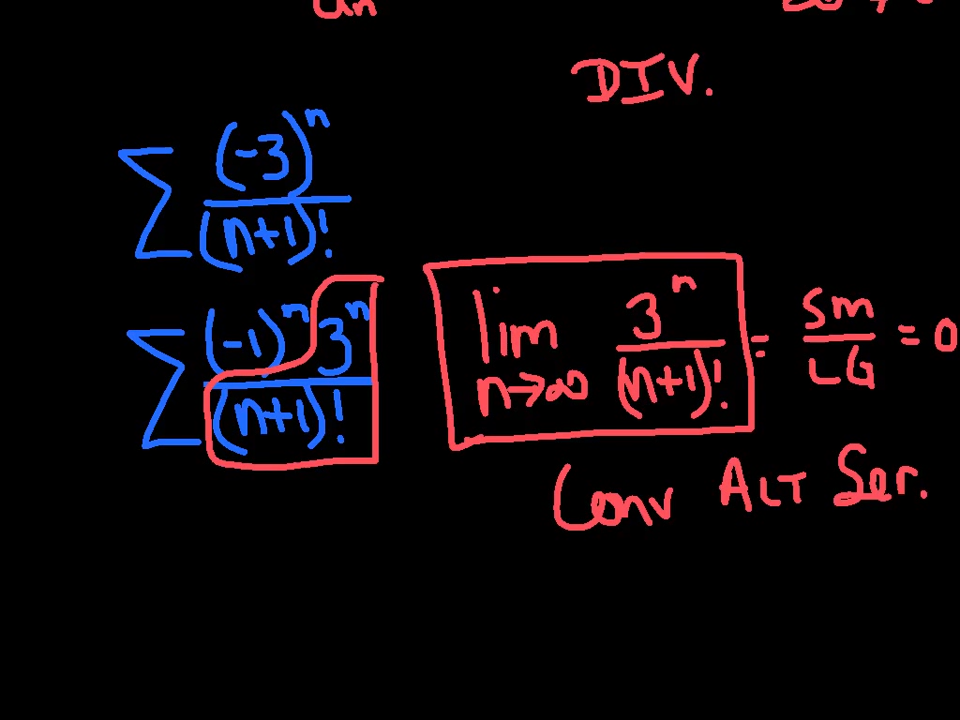 DIV.
∑ (-3)^n / (n+1)!
∑ (-1)^n 3^n / (n+1)!
lim n→∞ 3^n / (n+1)! = SM / LG = 0
Conv ALT Ser.